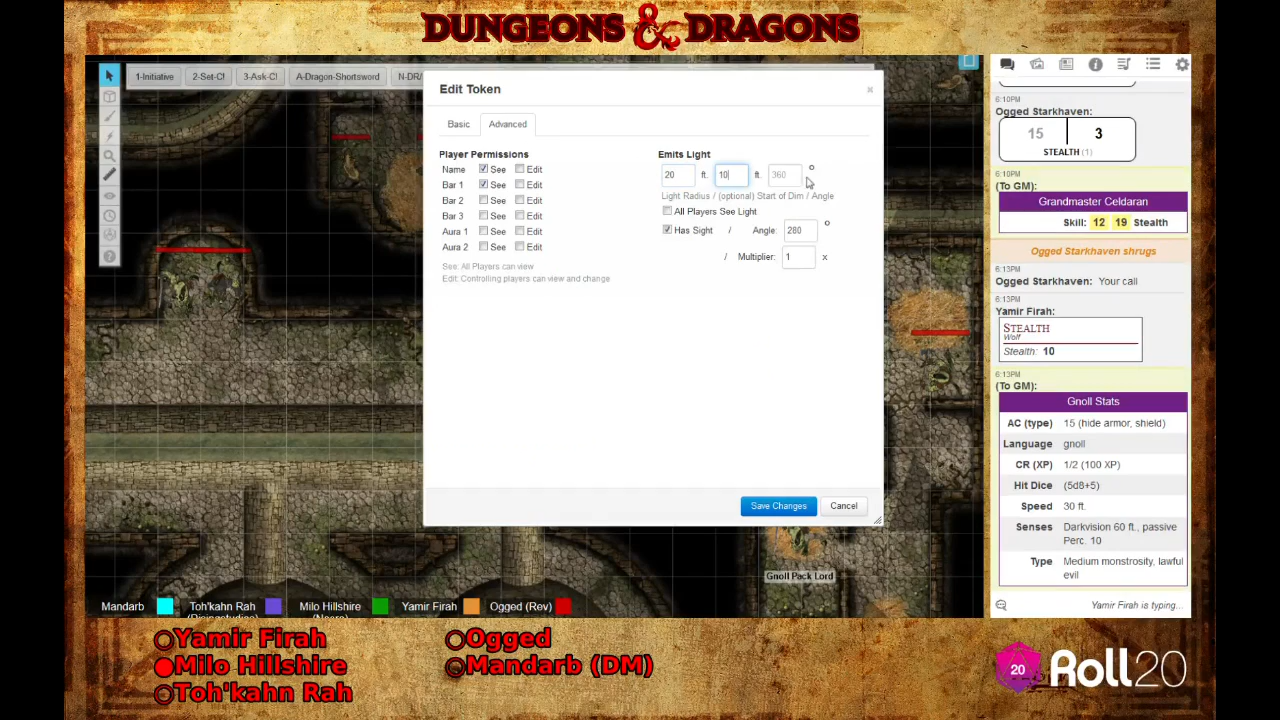 DUNGEONS & DRAGONS
1-Initiative
2-Set-Cf
3-Ask-Cf
A-Dragon-Shortsword
N-DR/
Edit Token
×
Basic
Advanced
Player Permissions
Name See Edit
Bar 1 See Edit
Bar 2 See Edit
Bar 3 See Edit
Aura 1 See Edit
Aura 2 See Edit
See: All Players can view
Edit: Controlling players can view and change
Emits Light
20 ft. 10 ft. 360 °
Light Radius / (optional) Start of Dim / Angle
All Players See Light
Has Sight / Angle: 280 °
/ Multiplier: 1 x
Save Changes
Cancel
Gnoll Pack Lord
6:10PM
Ogged Starkhaven:
15 3
STEALTH (1)
6:10PM
(To GM):
Grandmaster Celdaran
Skill: 12 19 Stealth
Ogged Starkhaven shrugs
6:13PM
Ogged Starkhaven: Your call
6:13PM
Yamir Firah:
STEALTH
Wolf
Stealth: 10
6:13PM
(To GM):
Gnoll Stats
AC (type) 15 (hide armor, shield)
Language gnoll
CR (XP) 1/2 (100 XP)
Hit Dice (5d8+5)
Speed 30 ft.
Senses Darkvision 60 ft., passive
Perc. 10
Type Medium monstrosity, lawful
evil
Yamir Firah is typing...
Mandarb
Toh'kahn Rah
Milo Hillshire
Yamir Firah
Ogged (Rev)
Yamir Firah
Milo Hillshire
Toh'kahn Rah
Ogged
Mandarb (DM)
20
Roll20